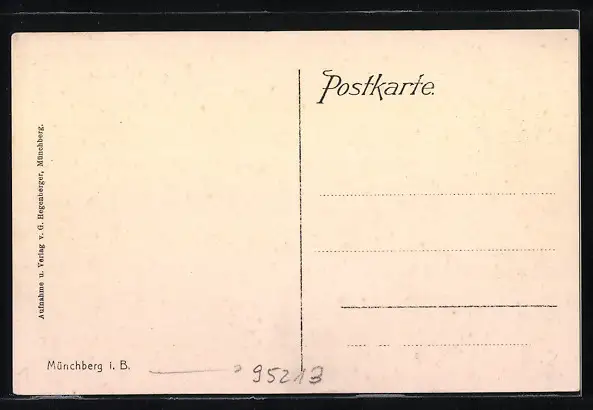 Postkarte.
Aufnahme u. Verlag v. G. Hegenberger, Münchberg.
Münchberg i. B.
95213